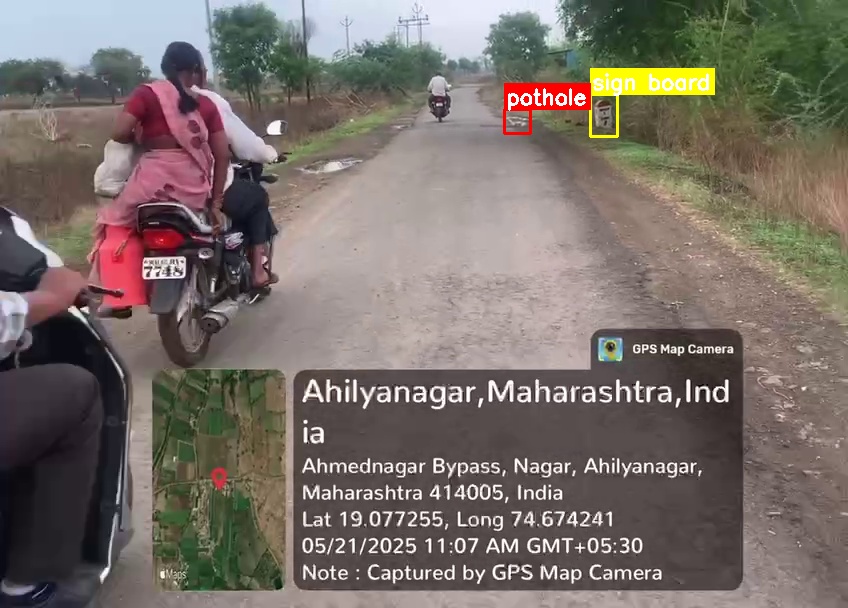 sign board
pothole
7748
GPS Map Camera
Ahilyanagar,Maharashtra,Ind
ia
Ahmednagar Bypass, Nagar, Ahilyanagar,
Maharashtra 414005, India
Lat 19.077255, Long 74.674241
05/21/2025 11:07 AM GMT+05:30
Note : Captured by GPS Map Camera
Maps